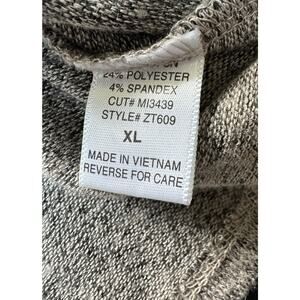 24% POLYESTER
4% SPANDEX
CUT# MI3439
STYLE# ZT609
XL
MADE IN VIETNAM
REVERSE FOR CARE